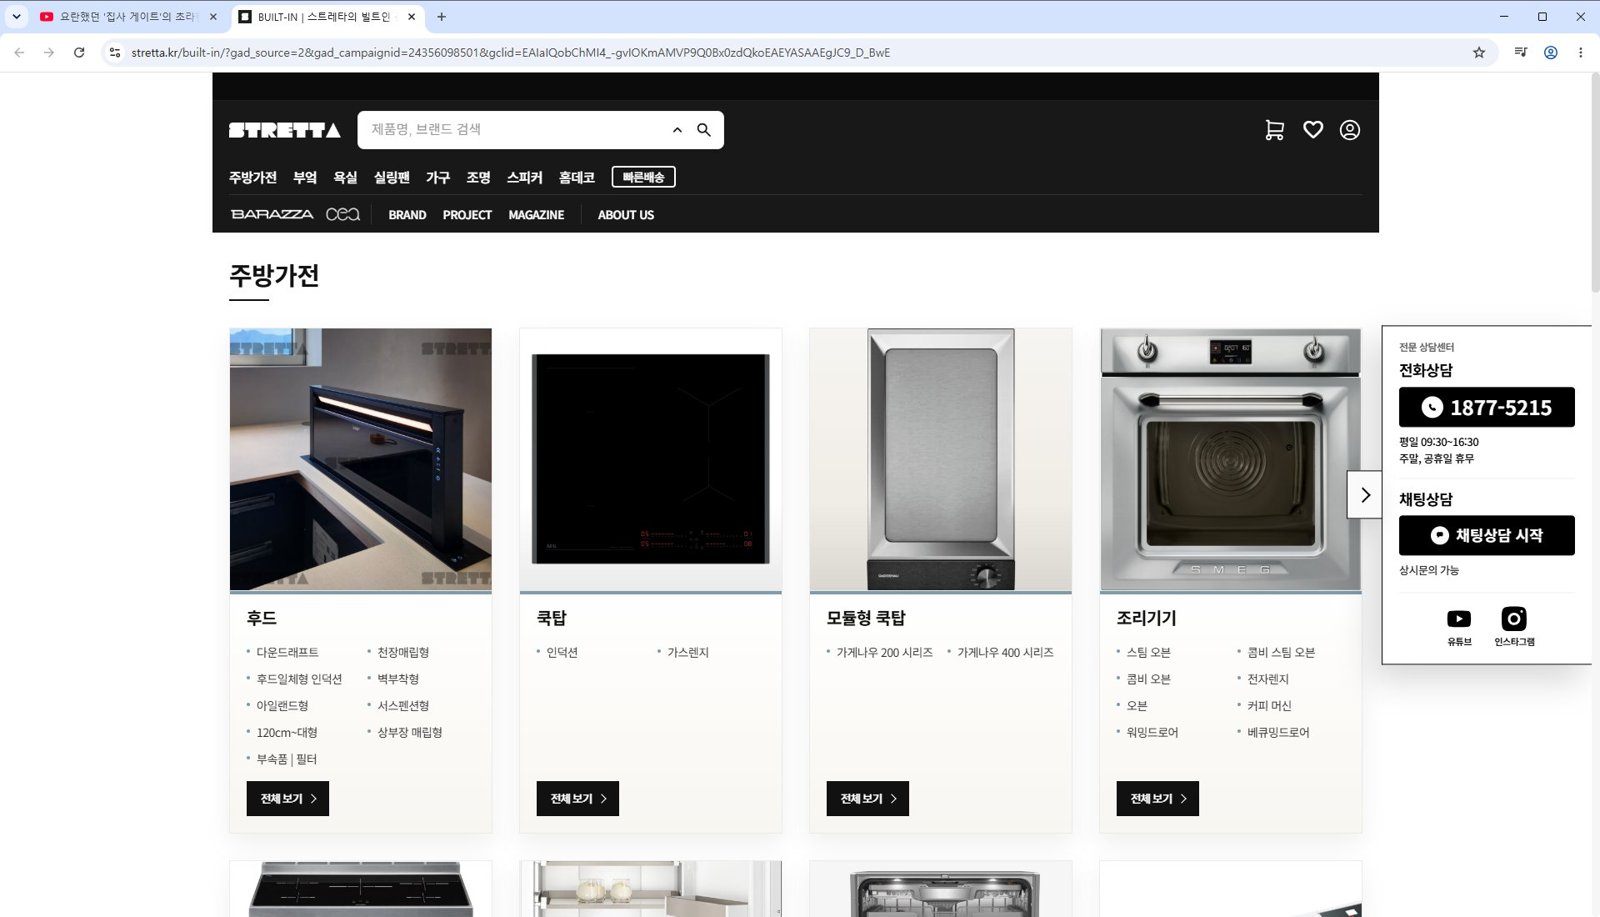 요란했던 '집사 게이트'의 초라
BUILT-IN | 스트레타의 빌트인
stretta.kr/built-in/?gad_source=2&gad_campaignid=24356098501&gclid=EAIaIQobChMI4_-gvIOKmAMVP9Q0Bx0zdQkoEAEYASAAEgJC9_D_BwE
STRETTA
제품명, 브랜드 검색
주방가전 부엌 욕실 실링팬 가구 조명 스피커 홈데코 빠른배송
BARAZZA cea BRAND PROJECT MAGAZINE ABOUT US
주방가전
STRETTA STRETT
STRETTA STRETT
AEG
GAGGENAU
SMEG
후드
다운드래프트
천장매립형
후드일체형 인덕션
벽부착형
아일랜드형
서스펜션형
120cm~대형
상부장 매립형
부속품 | 필터
전체 보기
쿡탑
인덕션
가스렌지
전체 보기
모듈형 쿡탑
가게나우 200 시리즈
가게나우 400 시리즈
전체 보기
조리기기
스팀 오븐
콤비 스팀 오븐
콤비 오븐
전자렌지
오븐
커피 머신
워밍드로어
베큐밍드로어
전체 보기
전문 상담센터
전화상담
1877-5215
평일 09:30~16:30
주말, 공휴일 휴무
채팅상담
채팅상담 시작
상시문의 가능
유튜브
인스타그램